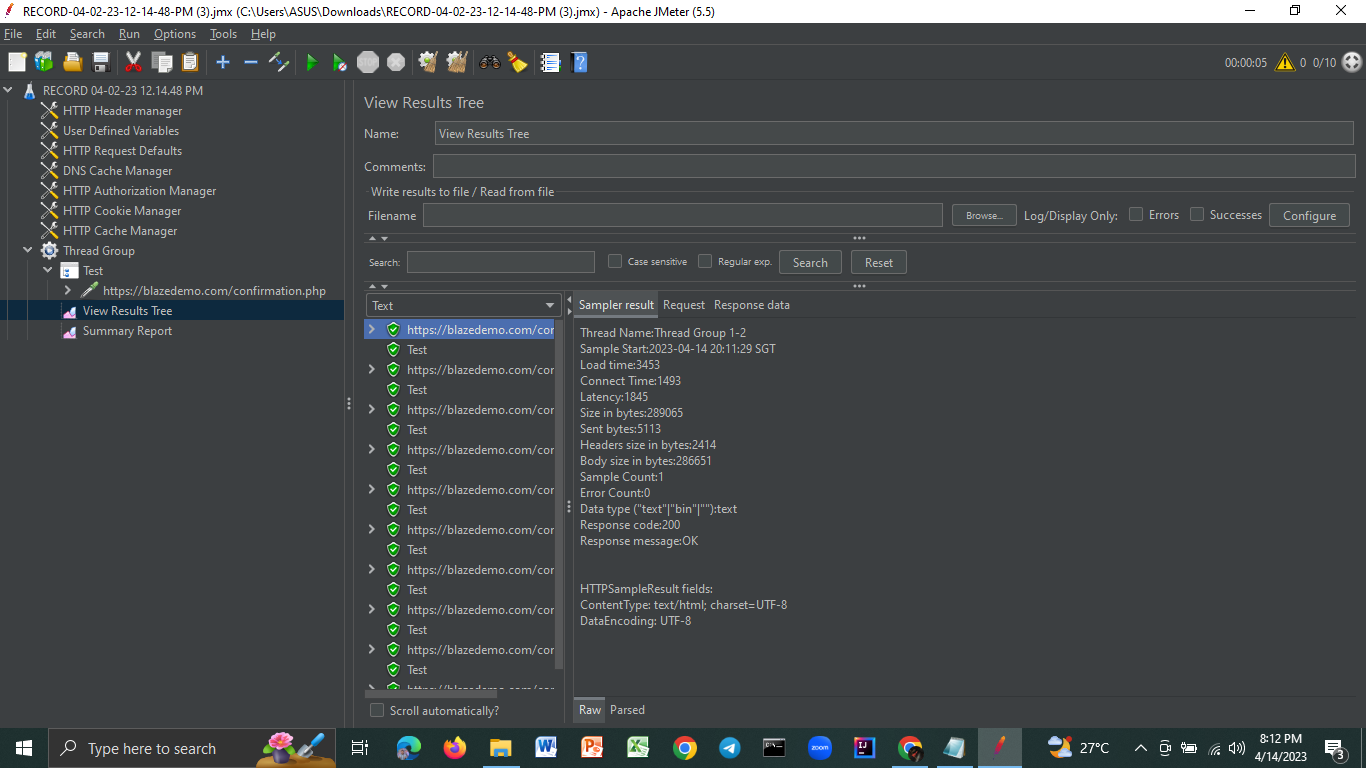 RECORD-04-02-23-12-14-48-PM (3).jmx (C:\Users\ASUS\Downloads\RECORD-04-02-23-12-14-48-PM (3).jmx) - Apache JMeter (5.5)
File Edit Search Run Options Tools Help
STOP
00:00:05 0 0/10
RECORD 04-02-23 12.14.48 PM
HTTP Header manager
User Defined Variables
HTTP Request Defaults
DNS Cache Manager
HTTP Authorization Manager
HTTP Cookie Manager
HTTP Cache Manager
Thread Group
Test
https://blazedemo.com/confirmation.php
View Results Tree
Summary Report
View Results Tree
Name: View Results Tree
Comments:
Write results to file / Read from file
Filename Browse... Log/Display Only: Errors Successes Configure
Search: Case sensitive Regular exp. Search Reset
Text
https://blazedemo.com/cor
Test
https://blazedemo.com/cor
Test
https://blazedemo.com/cor
Test
https://blazedemo.com/cor
Test
https://blazedemo.com/cor
Test
https://blazedemo.com/cor
Test
https://blazedemo.com/cor
Test
https://blazedemo.com/cor
Test
https://blazedemo.com/cor
Test
https://blazedemo.com/cor
Scroll automatically?
Sampler result Request Response data
Thread Name:Thread Group 1-2
Sample Start:2023-04-14 20:11:29 SGT
Load time:3453
Connect Time:1493
Latency:1845
Size in bytes:289065
Sent bytes:5113
Headers size in bytes:2414
Body size in bytes:286651
Sample Count:1
Error Count:0
Data type ("text"|"bin"|""):text
Response code:200
Response message:OK
HTTPSampleResult fields:
ContentType: text/html; charset=UTF-8
DataEncoding: UTF-8
Raw Parsed
Type here to search
zoom
27°C
8:12 PM
4/14/2023
3